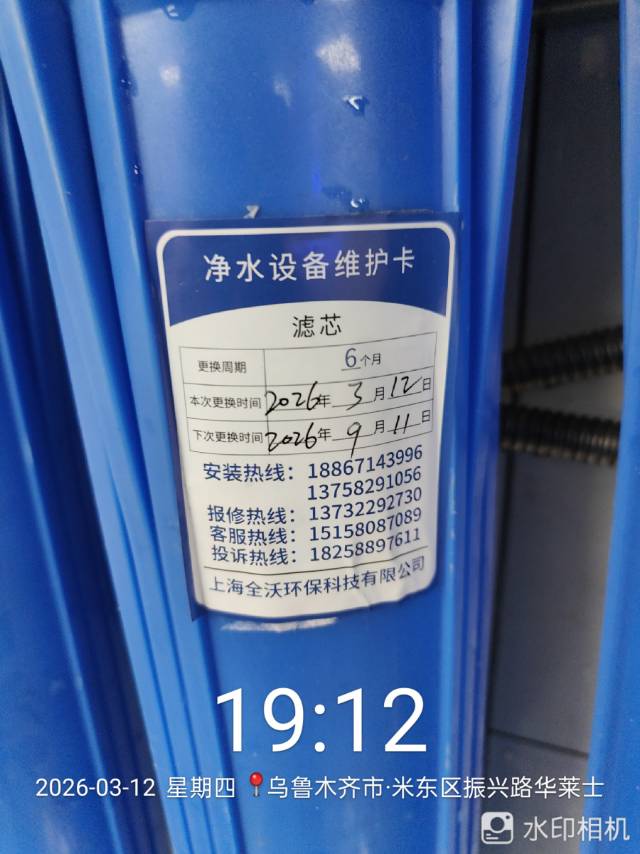 净水设备维护卡
滤芯
更换周期 6个月
本次更换时间 2026年 3月 12日
下次更换时间 2026年 9月 11日
安装热线：18867143996
13758291056
报修热线：13732292730
客服热线：15158087089
投诉热线：18258897611
上海全沃环保科技有限公司
19:12
2026-03-12 星期四 乌鲁木齐市·米东区振兴路华莱士
水印相机